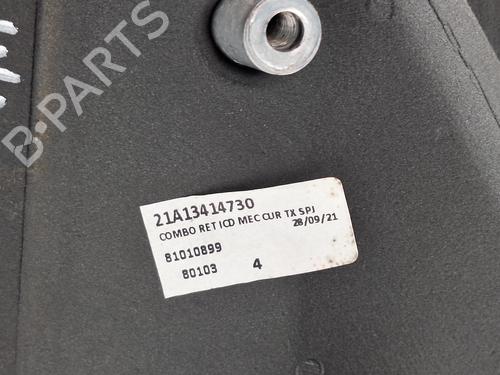 B-PARTS
21A13414730
COMBO RET ICD MEC CUR TX SPJ
28/09/21
81010899
80103 4